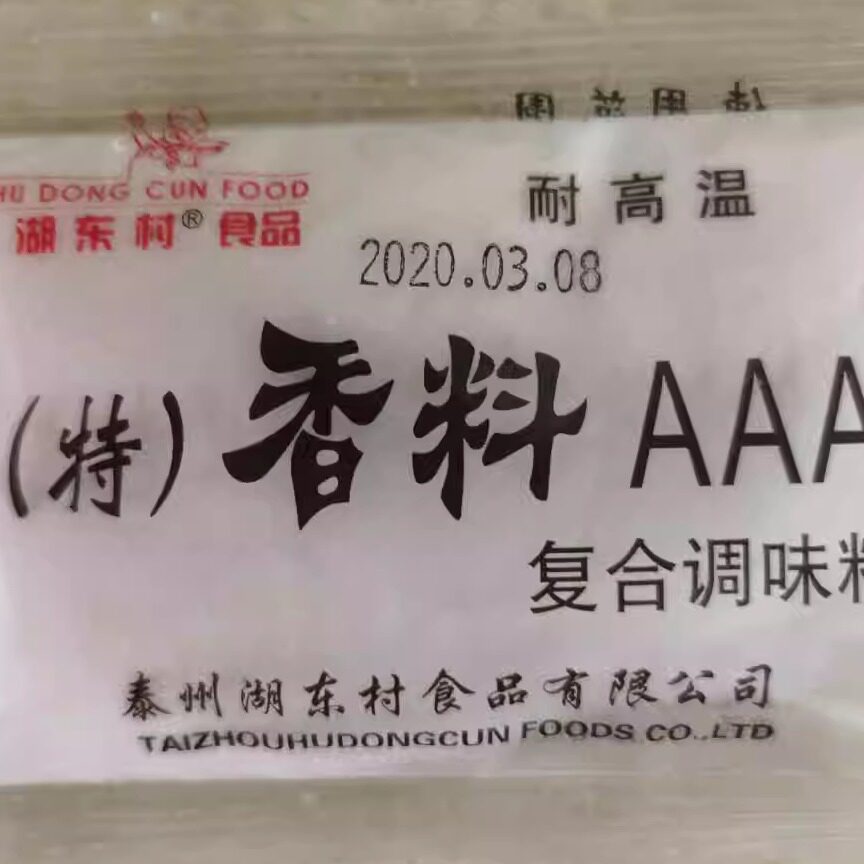 HU DONG CUN FOOD
湖东村® 食品
耐高温
2020.03.08
(特) 香料 AAA
复合调味料
泰州湖东村食品有限公司
TAIZHOUHUDONGCUN FOODS CO.,LTD